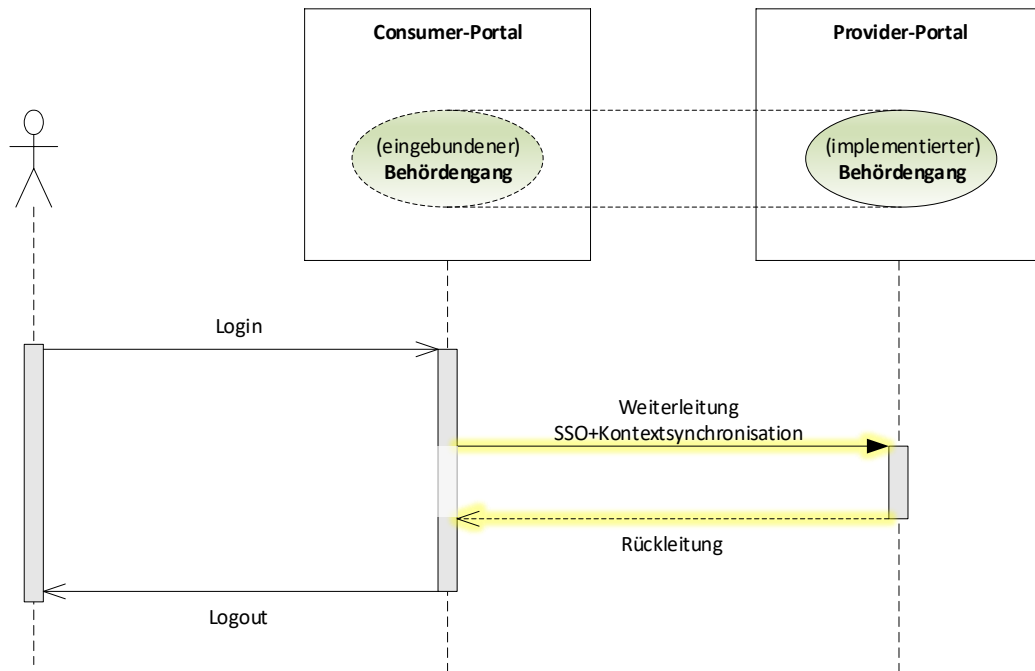 Consumer-Portal
Provider-Portal
(eingebundener)
Behördengang
(implementierter)
Behördengang
Login
Weiterleitung
SSO+Kontextsynchronisation
Rückleitung
Logout